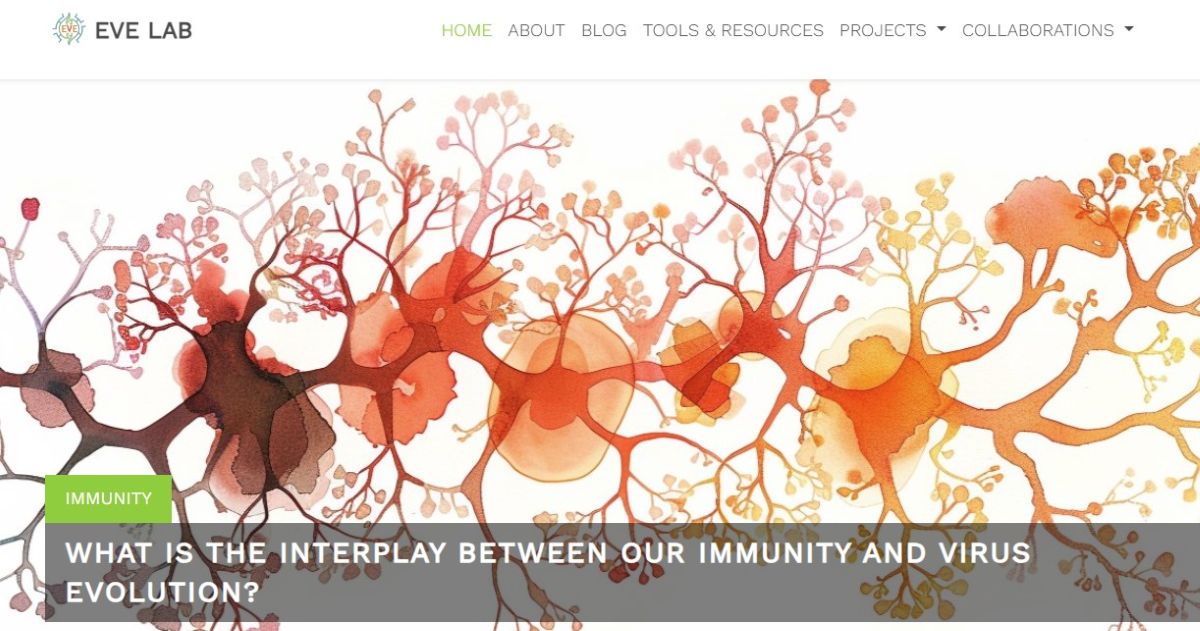 EVE
EVE LAB
HOME ABOUT BLOG TOOLS & RESOURCES PROJECTS COLLABORATIONS
IMMUNITY
WHAT IS THE INTERPLAY BETWEEN OUR IMMUNITY AND VIRUS
EVOLUTION?